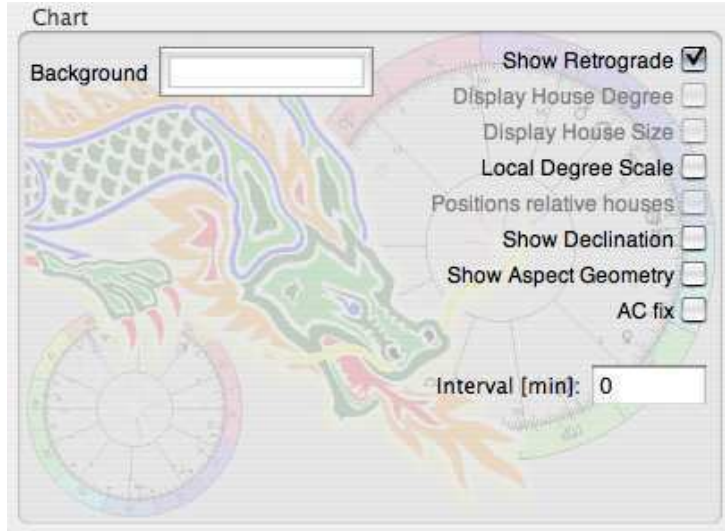 Chart
Background
Show Retrograde
Display House Degree
Display House Size
Local Degree Scale
Positions relative houses
Show Declination
Show Aspect Geometry
AC fix
Interval [min]: 0